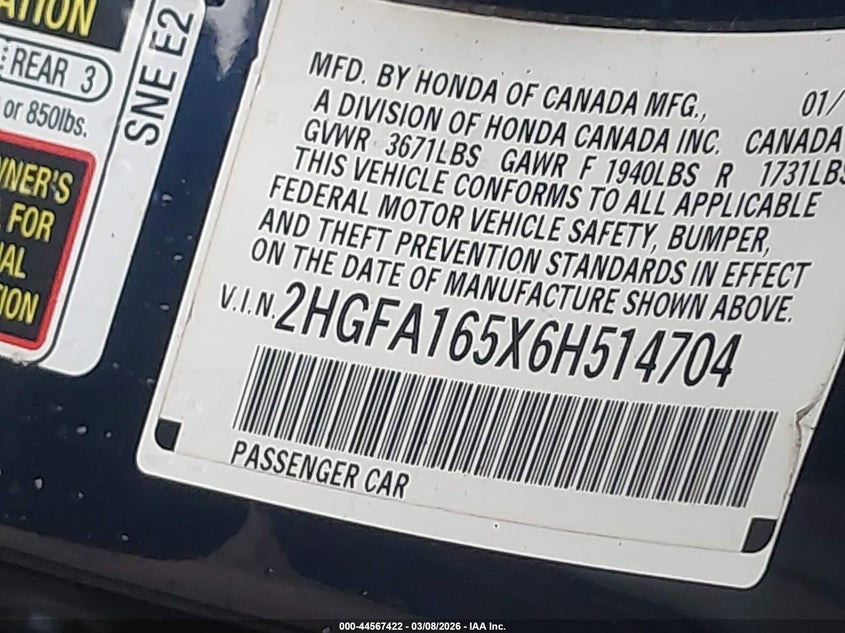 ATION
REAR 3
or 850lbs.
SNE E2
WNER'S
FOR
MFD. BY HONDA OF CANADA MFG., 01/
A DIVISION OF HONDA CANADA INC. CANADA
GVWR 3671LBS GAWR F 1940LBS R 1731LBS
THIS VEHICLE CONFORMS TO ALL APPLICABLE
FEDERAL MOTOR VEHICLE SAFETY, BUMPER,
AND THEFT PREVENTION STANDARDS IN EFFECT
ON THE DATE OF MANUFACTURE SHOWN ABOVE.
V.I.N. 2HGFA165X6H514704
PASSENGER CAR
000-44567422 - 03/08/2026 - IAA Inc.